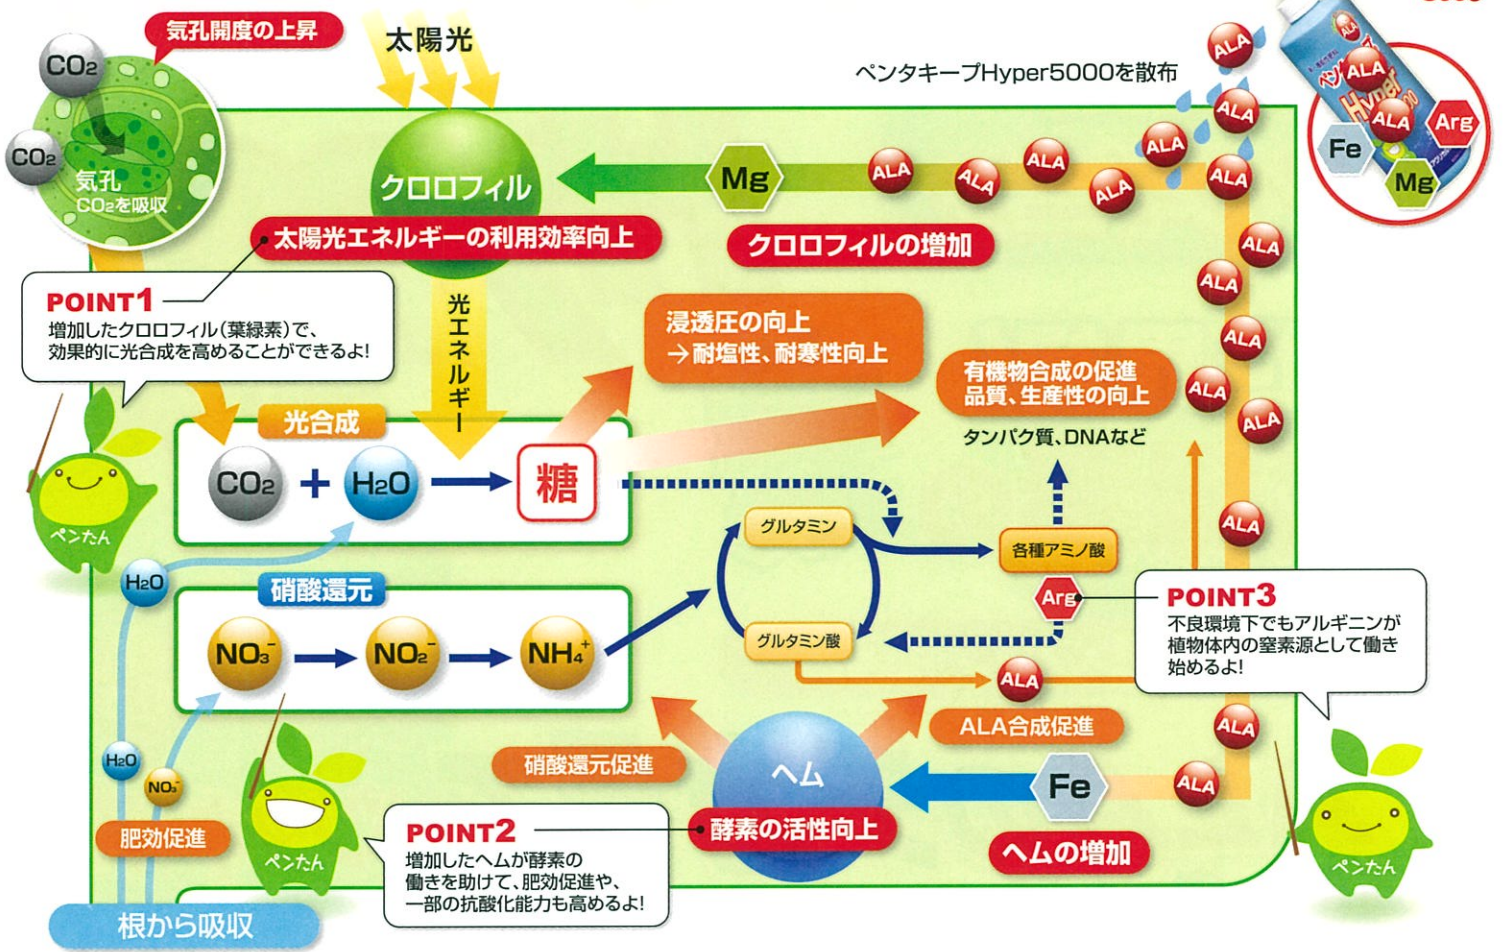 気孔開度の上昇
太陽光
ペンタキープHyper5000を散布
CO₂
CO₂
気孔
CO₂を吸収
クロロフィル
Mg
ALA
ALA
ALA
ALA
ALA
ALA
ALA
ALA
ALA
ALA
Hyper
Fe
Arg
Mg
太陽光エネルギーの利用効率向上
クロロフィルの増加
ALA
ALA
ALA
ALA
ALA
ALA
POINT1
増加したクロロフィル（葉緑素）で、
効果的に光合成を高めることができるよ!
光エネルギー
浸透圧の向上
→耐塩性、耐寒性向上
有機物合成の促進
品質、生産性の向上
タンパク質、DNAなど
光合成
CO₂ + H₂O
糖
ペンたん
グルタミン
各種アミノ酸
Arg
グルタミン酸
ALA
POINT3
不良環境下でもアルギニンが
植物体内の窒素源として働き
始めるよ!
H₂O
硝酸還元
NO₃⁻
NO₂⁻
NH₄⁺
硝酸還元促進
ALA合成促進
ヘム
酵素の活性向上
Fe
ALA
ALA
ヘムの増加
H₂O
NO₃⁻
肥効促進
ペンたん
POINT2
増加したヘムが酵素の
働きを助けて、肥効促進や、
一部の抗酸化能力も高めるよ!
ペンたん
根から吸収